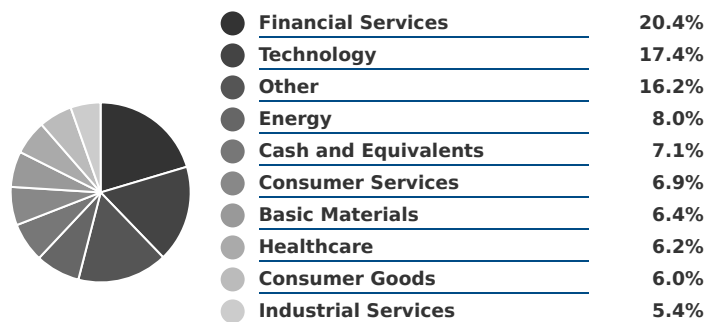 Financial Services 20.4%
Technology 17.4%
Other 16.2%
Energy 8.0%
Cash and Equivalents 7.1%
Consumer Services 6.9%
Basic Materials 6.4%
Healthcare 6.2%
Consumer Goods 6.0%
Industrial Services 5.4%